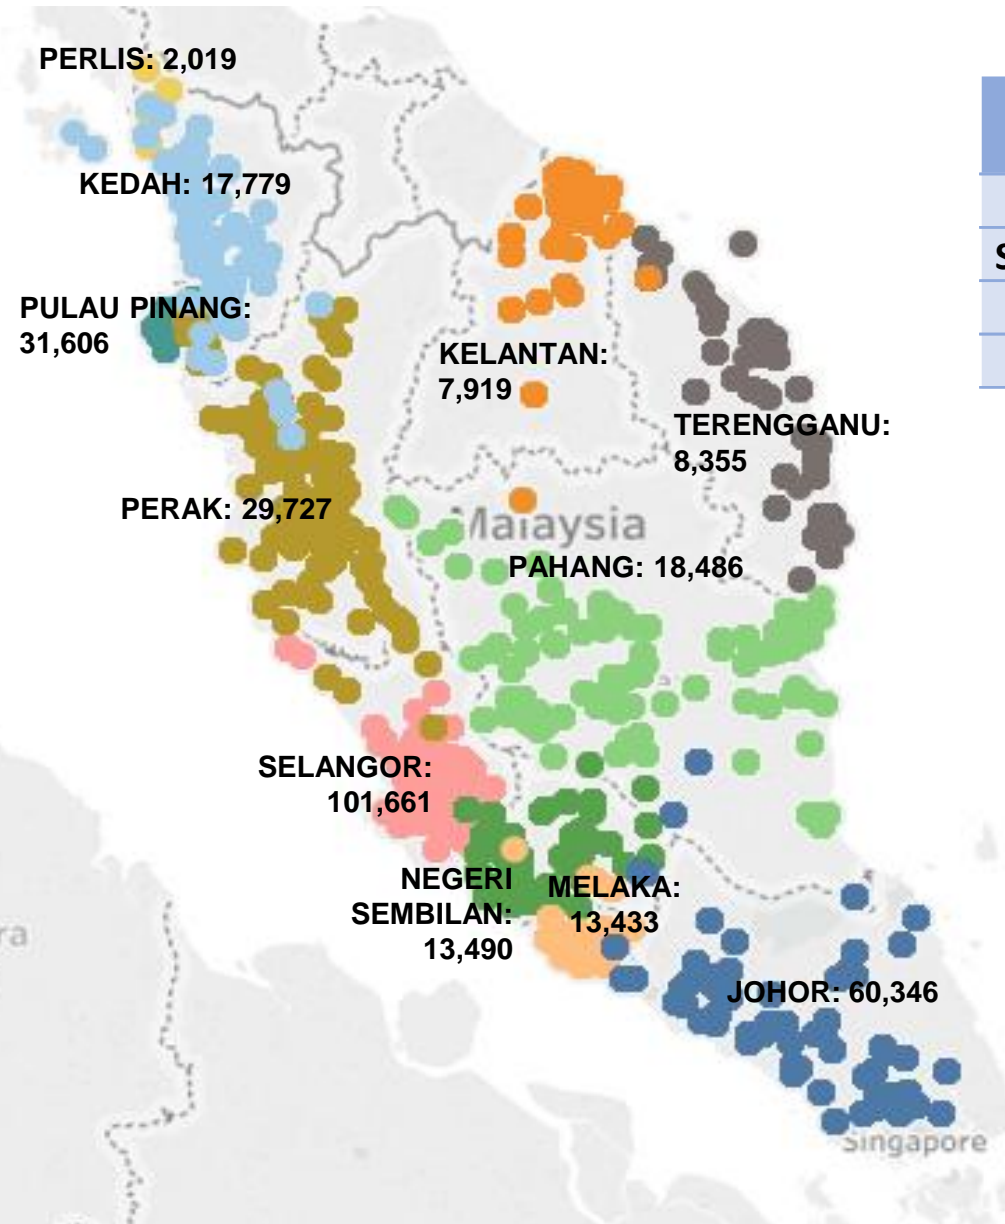 PERLIS: 2,019
KEDAH: 17,779
PULAU PINANG:
31,606
KELANTAN:
7,919
TERENGGANU:
8,355
PERAK: 29,727
Malaysia
PAHANG: 18,486
SELANGOR:
101,661
NEGERI
SEMBILAN:
13,490
MELAKA:
13,433
JOHOR: 60,346
Singapore